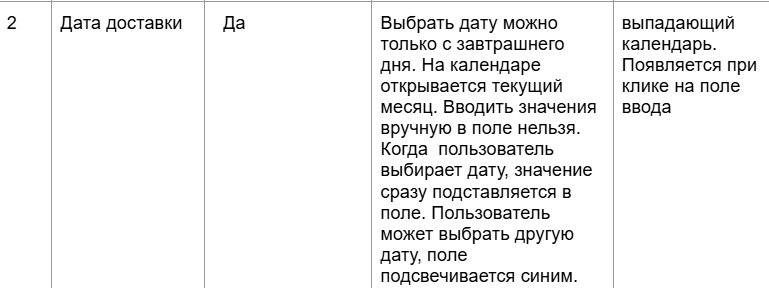 2
Дата доставки
Да
Выбрать дату можно
только с завтрашнего
дня. На календаре
открывается текущий
месяц. Вводить значения
вручную в поле нельзя.
Когда  пользователь
выбирает дату, значение
сразу подставляется в
поле. Пользователь
может выбрать другую
дату, поле
подсвечивается синим.
выпадающий
календарь.
Появляется при
клике на поле
ввода